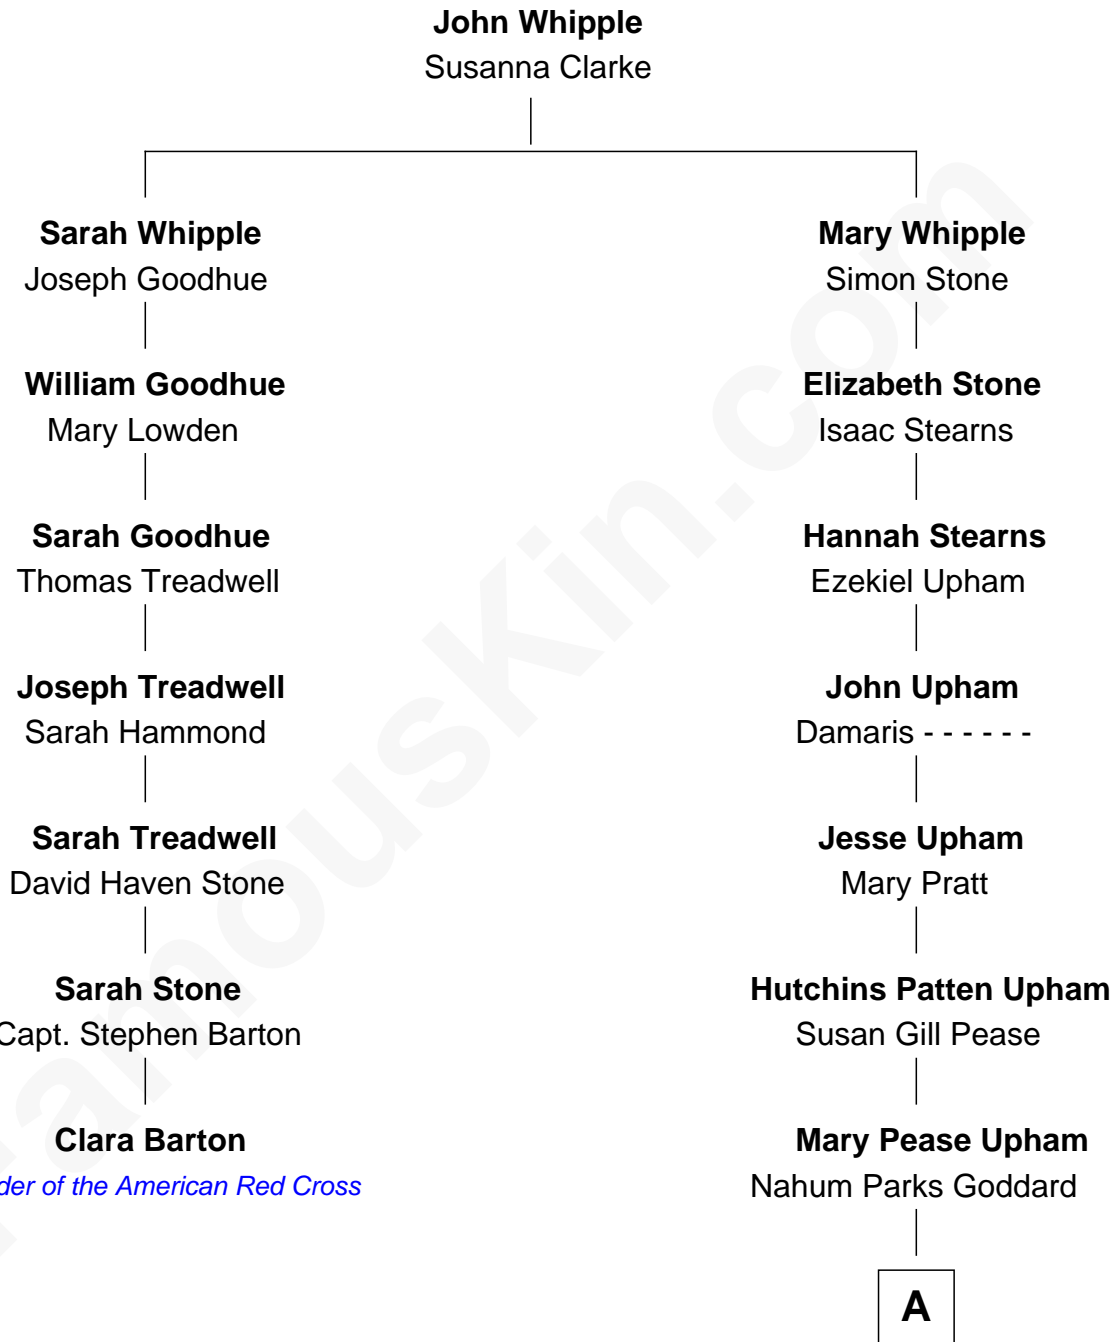 John Whipple
Susanna Clarke
Sarah Whipple
Joseph Goodhue
Mary Whipple
Simon Stone
William Goodhue
Mary Lowden
Elizabeth Stone
Isaac Stearns
Sarah Goodhue
Thomas Treadwell
Hannah Stearns
Ezekiel Upham
Joseph Treadwell
Sarah Hammond
John Upham
Damaris - - - - - -
Sarah Treadwell
David Haven Stone
Jesse Upham
Mary Pratt
Sarah Stone
Capt. Stephen Barton
Hutchins Patten Upham
Susan Gill Pease
Clara Barton
der of the American Red Cross
Mary Pease Upham
Nahum Parks Goddard
A
FamousKin.com